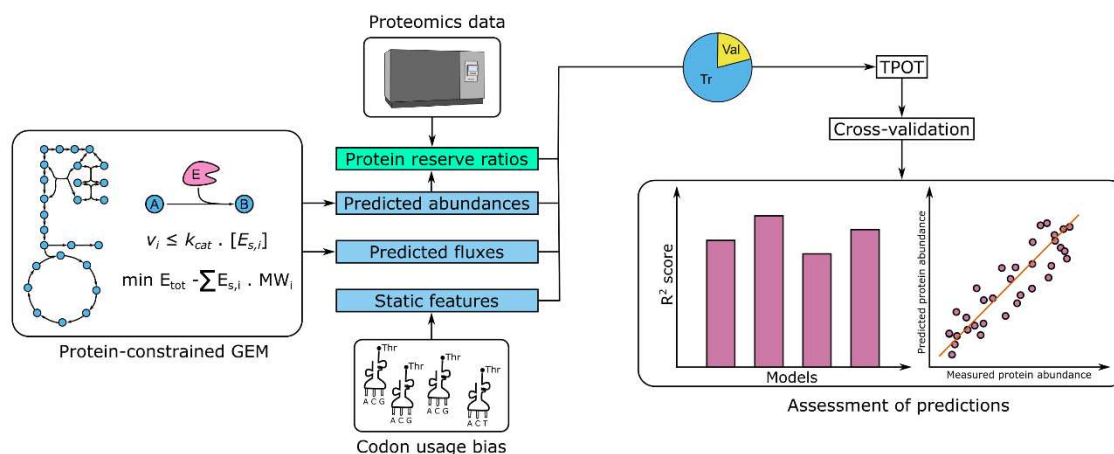 Proteomics data
Val
Tr
TPOT
Cross-validation
Protein reserve ratios
Predicted abundances
Predicted fluxes
Static features
E
A
B
v_i ≤ k_cat . [E_s,i]
min E_tot -∑E_s,i . MW_i
Protein-constrained GEM
Thr
Thr
Thr
Thr
A C G
A C G
A C G
A C T
Codon usage bias
R² score
Models
Predicted protein abundance
Measured protein abundance
Assessment of predictions